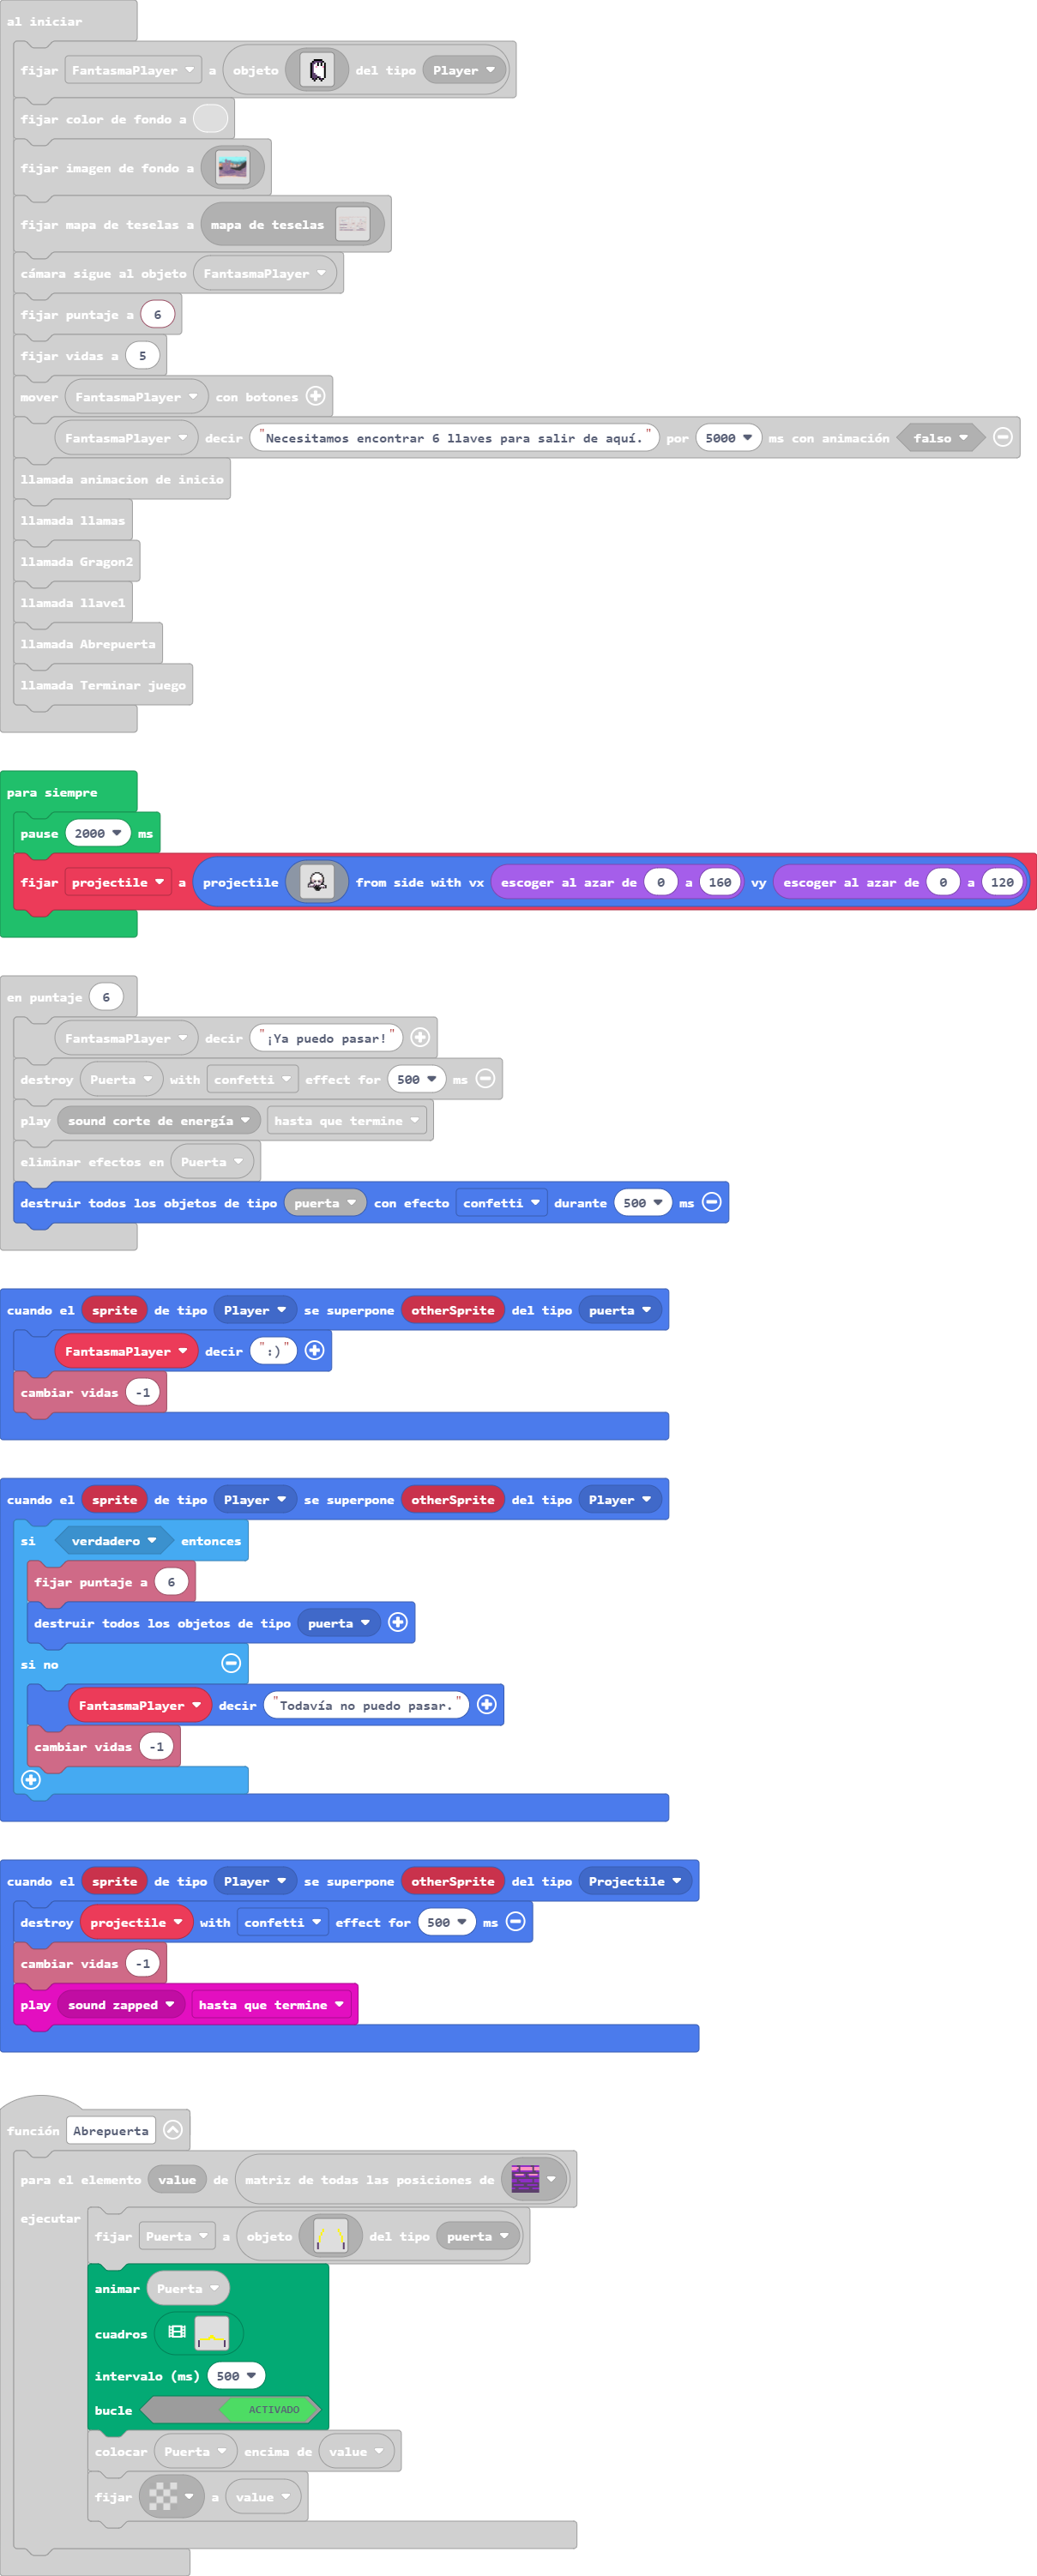 al iniciar
fijar FantasmaPlayer a objeto del tipo Player
fijar color de fondo a
fijar imagen de fondo a
fijar mapa de teselas a mapa de teselas
cámara sigue al objeto FantasmaPlayer
fijar puntaje a 6
fijar vidas a 5
mover FantasmaPlayer con botones
FantasmaPlayer decir "Necesitamos encontrar 6 llaves para salir de aquí." por 5000 ms con animación falso
llamada animacion de inicio
llamada llamas
llamada Gragon2
llamada llave1
llamada Abrepuerta
llamada Terminar juego
para siempre
pause 2000 ms
fijar projectile a projectile from side with vx escoger al azar de 0 a 160 vy escoger al azar de 0 a 120
en puntaje 6
FantasmaPlayer decir "¡Ya puedo pasar!"
destroy Puerta with confetti effect for 500 ms
play sound corte de energía hasta que termine
eliminar efectos en Puerta
destruir todos los objetos de tipo puerta con efecto confetti durante 500 ms
cuando el sprite de tipo Player se superpone otherSprite del tipo puerta
FantasmaPlayer decir ":)"
cambiar vidas -1
cuando el sprite de tipo Player se superpone otherSprite del tipo Player
si verdadero entonces
fijar puntaje a 6
destruir todos los objetos de tipo puerta
si no
FantasmaPlayer decir "Todavía no puedo pasar."
cambiar vidas -1
cuando el sprite de tipo Player se superpone otherSprite del tipo Projectile
destroy projectile with confetti effect for 500 ms
cambiar vidas -1
play sound zapped hasta que termine
función Abrepuerta
para el elemento value de matriz de todas las posiciones de
ejecutar
fijar Puerta a objeto del tipo puerta
animar Puerta
cuadros
intervalo (ms) 500
bucle ACTIVADO
colocar Puerta encima de value
fijar a value